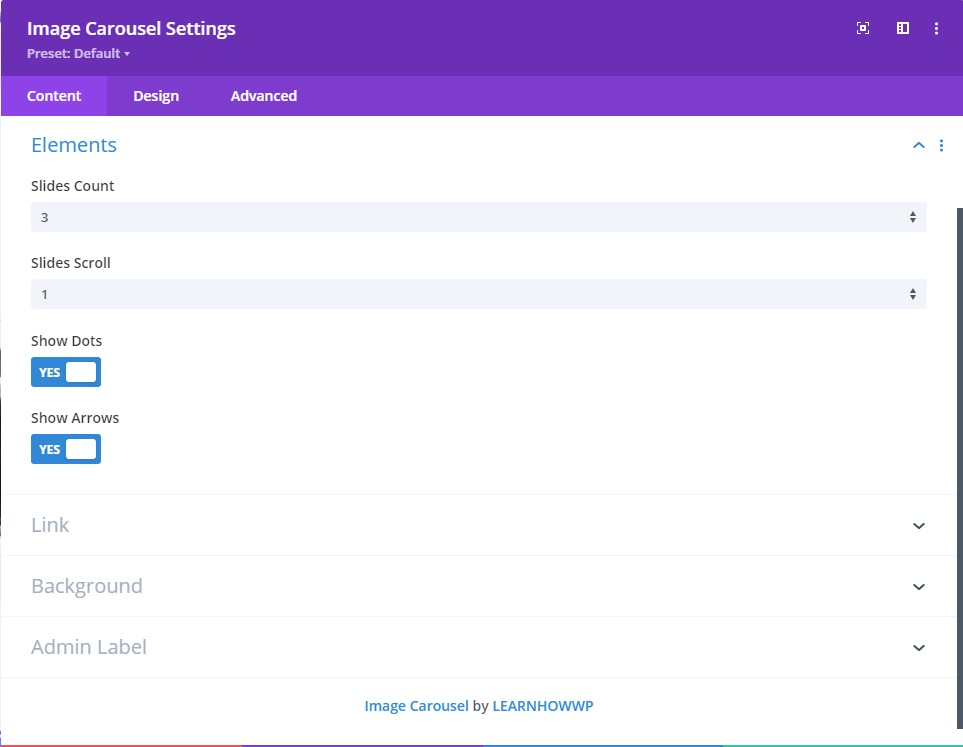 Image Carousel Settings
Preset: Default
Content Design Advanced
Elements
Slides Count
3
Slides Scroll
1
Show Dots
YES
Show Arrows
YES
Link
Background
Admin Label
Image Carousel by LEARNHOWWP